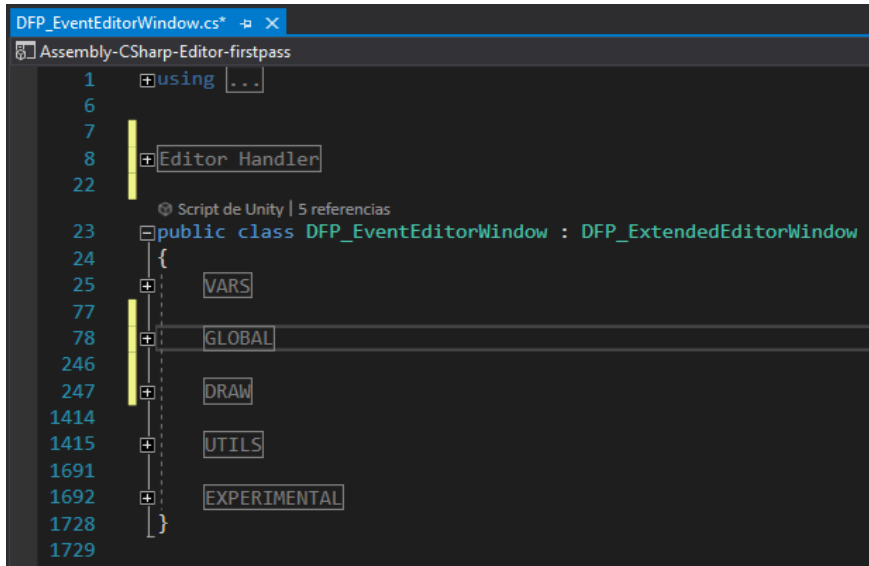 DFP_EventEditorWindow.cs*
Assembly-CSharp-Editor-firstpass
1 using ...
6
7
8 Editor Handler
22
Script de Unity | 5 referencias
23 public class DFP_EventEditorWindow : DFP_ExtendedEditorWindow
24 {
25 VARS
77
78 GLOBAL
246
247 DRAW
1414
1415 UTILS
1691
1692 EXPERIMENTAL
1728 }
1729